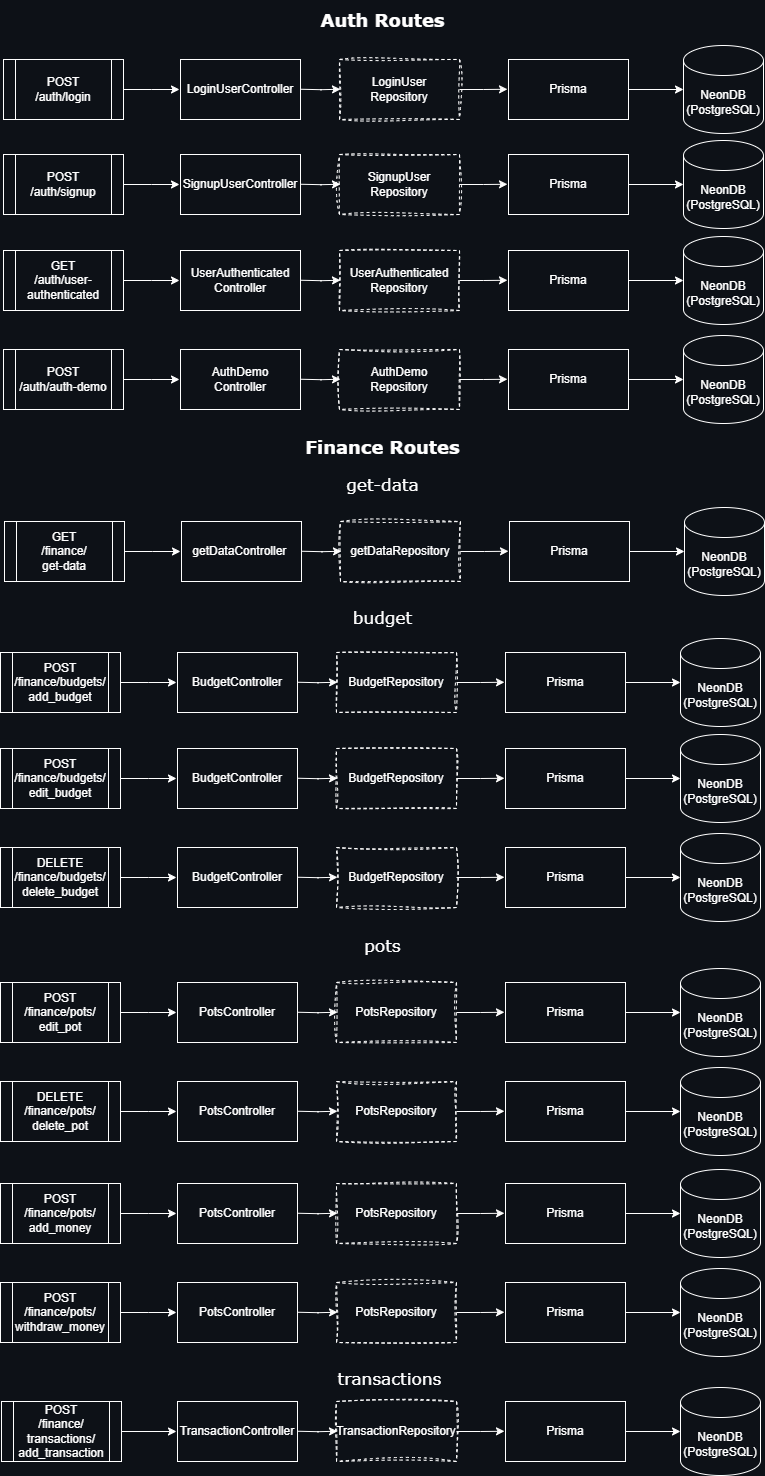 Auth Routes
POST
/auth/login
LoginUserController
LoginUser
Repository
Prisma
NeonDB
(PostgreSQL)
POST
/auth/signup
SignupUserController
SignupUser
Repository
Prisma
NeonDB
(PostgreSQL)
GET
/auth/user-
authenticated
UserAuthenticated
Controller
UserAuthenticated
Repository
Prisma
NeonDB
(PostgreSQL)
POST
/auth/auth-demo
AuthDemo
Controller
AuthDemo
Repository
Prisma
NeonDB
(PostgreSQL)
Finance Routes
get-data
GET
/finance/
get-data
getDataController
getDataRepository
Prisma
NeonDB
(PostgreSQL)
budget
POST
/finance/budgets/
add_budget
BudgetController
BudgetRepository
Prisma
NeonDB
(PostgreSQL)
POST
/finance/budgets/
edit_budget
BudgetController
BudgetRepository
Prisma
NeonDB
(PostgreSQL)
DELETE
/finance/budgets/
delete_budget
BudgetController
BudgetRepository
Prisma
NeonDB
(PostgreSQL)
pots
POST
/finance/pots/
edit_pot
PotsController
PotsRepository
Prisma
NeonDB
(PostgreSQL)
DELETE
/finance/pots/
delete_pot
PotsController
PotsRepository
Prisma
NeonDB
(PostgreSQL)
POST
/finance/pots/
add_money
PotsController
PotsRepository
Prisma
NeonDB
(PostgreSQL)
POST
/finance/pots/
withdraw_money
PotsController
PotsRepository
Prisma
NeonDB
(PostgreSQL)
transactions
POST
/finance/
transactions/
add_transaction
TransactionController
TransactionRepository
Prisma
NeonDB
(PostgreSQL)